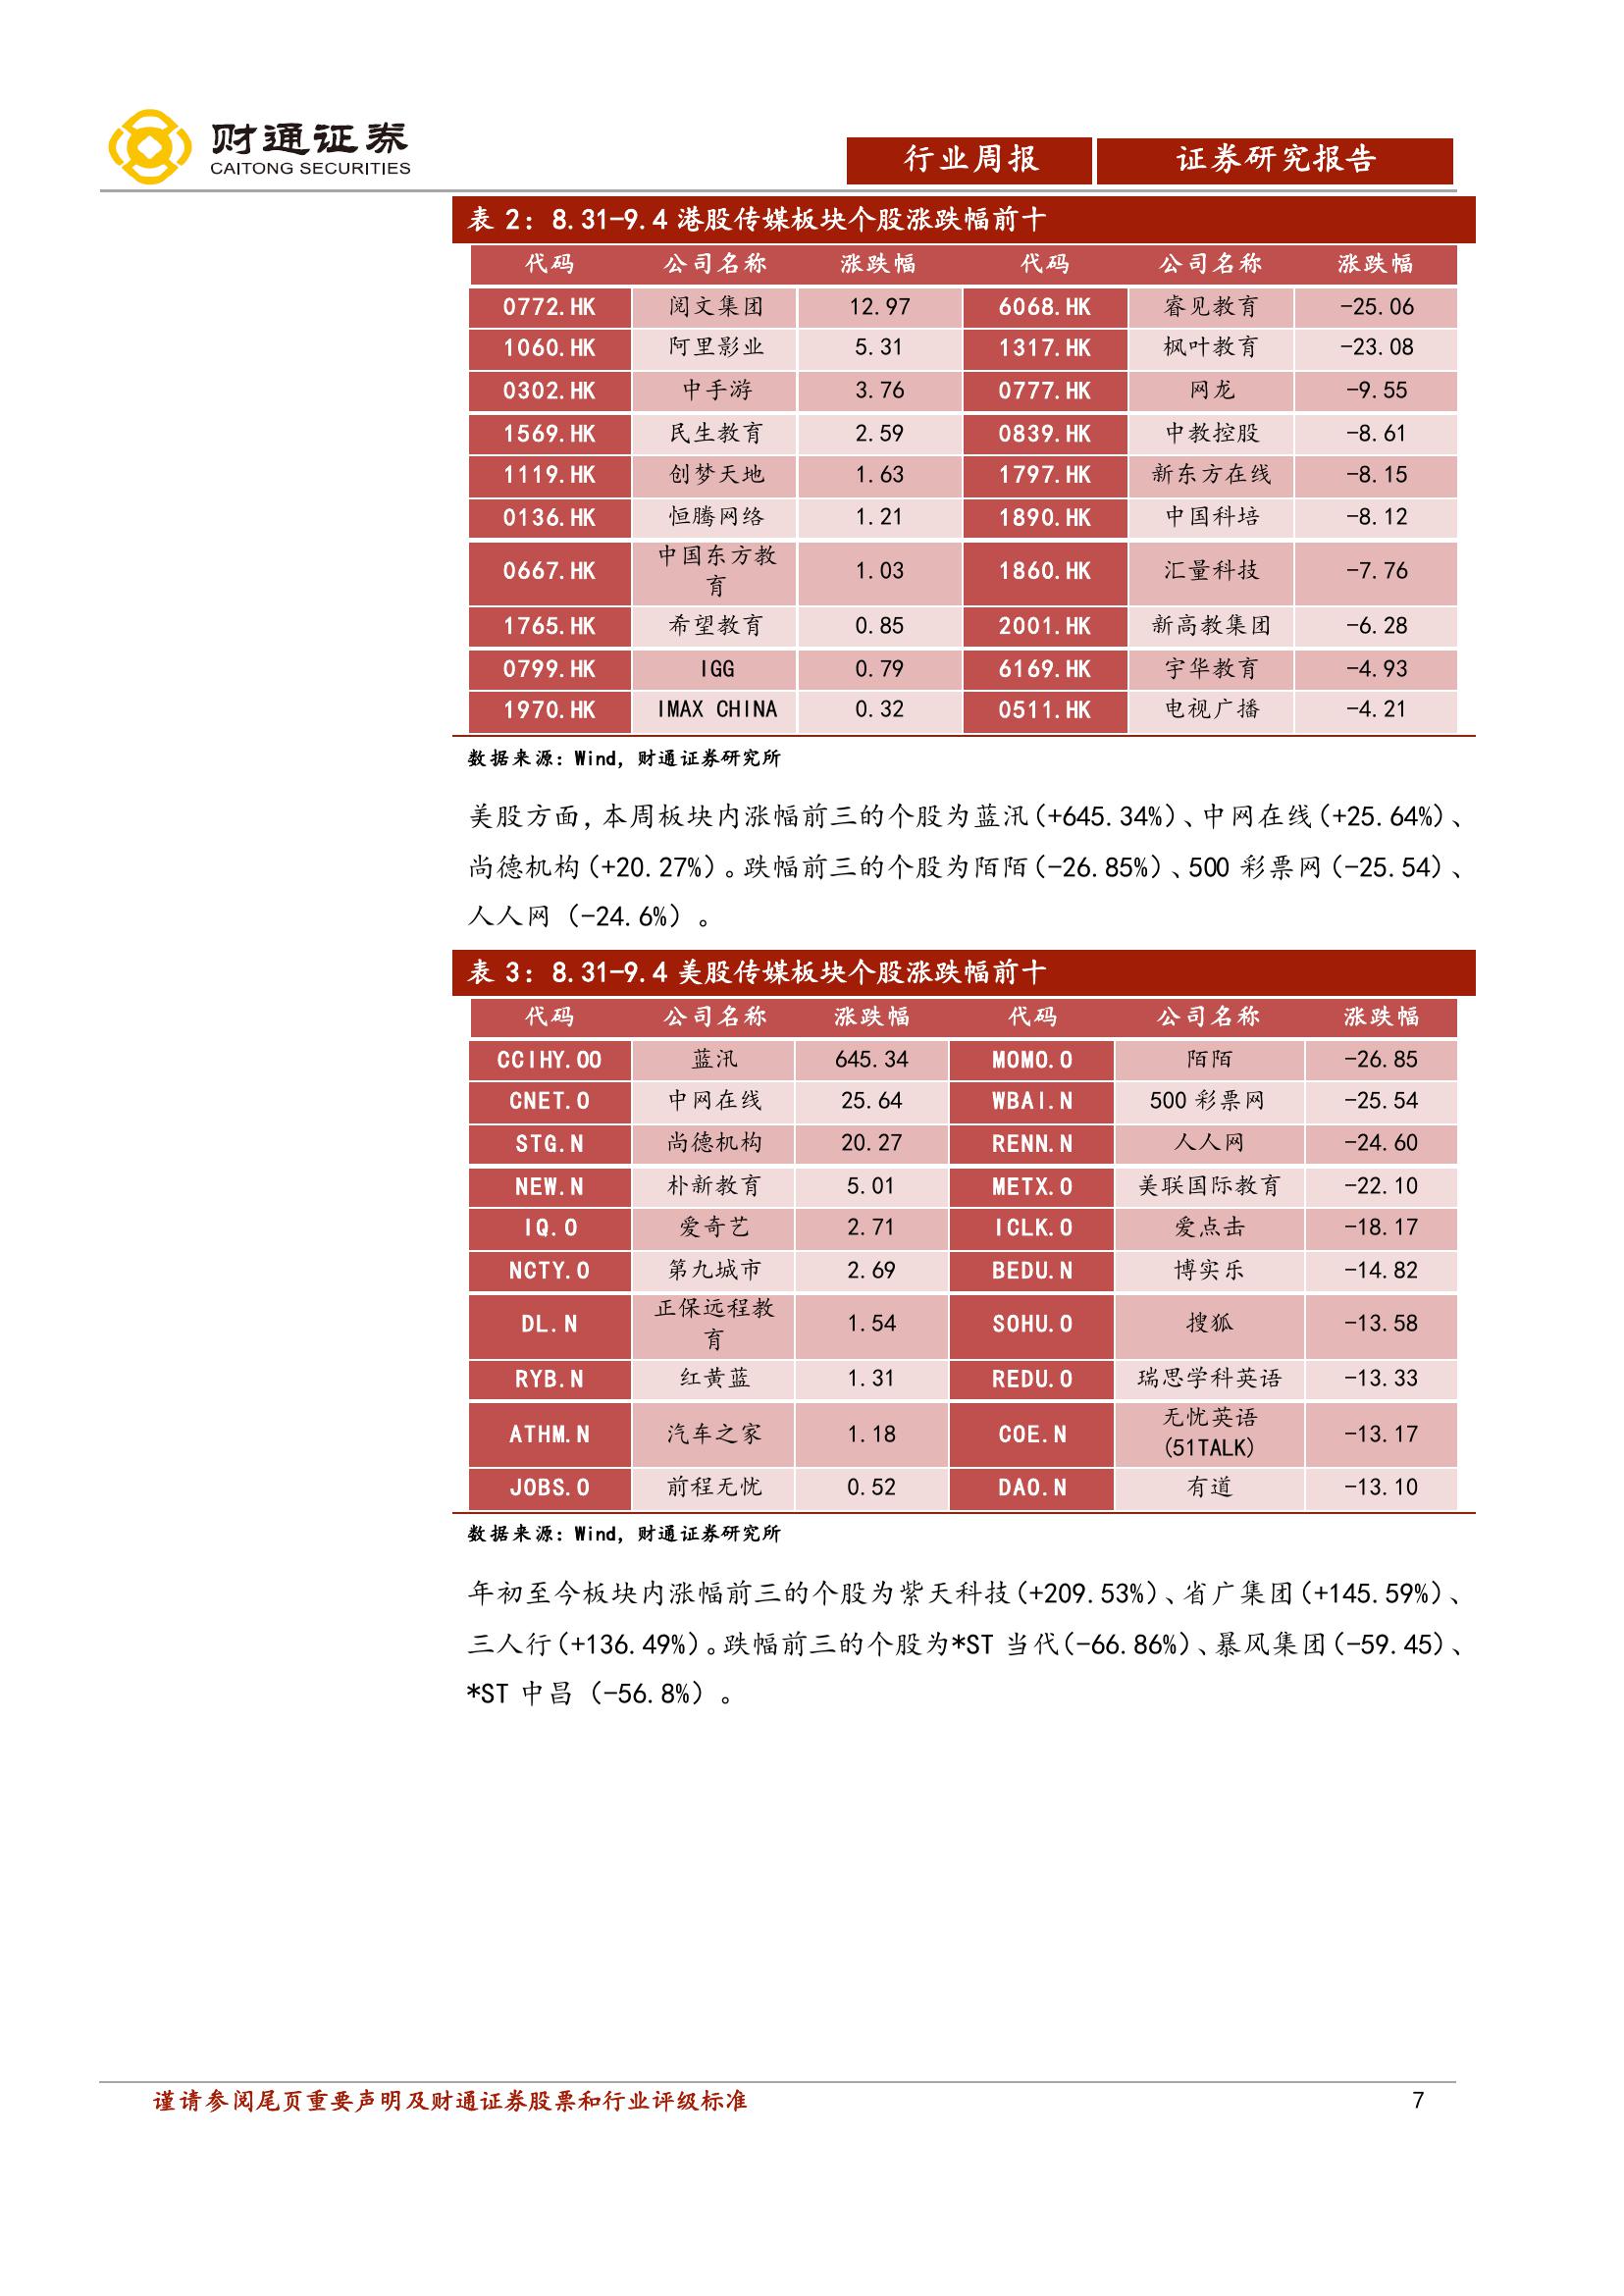 财通证券
CAITONG SECURITIES
行业周报 证券研究报告
表 2：8.31-9.4 港股传媒板块个股涨跌幅前十
代码 公司名称 涨跌幅 代码 公司名称 涨跌幅
0772.HK 阅文集团 12.97 6068.HK 睿见教育 -25.06
1060.HK 阿里影业 5.31 1317.HK 枫叶教育 -23.08
0302.HK 中手游 3.76 0777.HK 网龙 -9.55
1569.HK 民生教育 2.59 0839.HK 中教控股 -8.61
1119.HK 创梦天地 1.63 1797.HK 新东方在线 -8.15
0136.HK 恒腾网络 1.21 1890.HK 中国科培 -8.12
0667.HK 中国东方教育 1.03 1860.HK 汇量科技 -7.76
1765.HK 希望教育 0.85 2001.HK 新高教集团 -6.28
0799.HK IGG 0.79 6169.HK 宇华教育 -4.93
1970.HK IMAX CHINA 0.32 0511.HK 电视广播 -4.21
数据来源：Wind，财通证券研究所
美股方面，本周板块内涨幅前三的个股为蓝汛（+645.34%）、中网在线（+25.64%）、
尚德机构（+20.27%）。跌幅前三的个股为陌陌（-26.85%）、500 彩票网（-25.54）、
人人网（-24.6%）。
表 3：8.31-9.4 美股传媒板块个股涨跌幅前十
代码 公司名称 涨跌幅 代码 公司名称 涨跌幅
CCIHY.OO 蓝汛 645.34 MOMO.O 陌陌 -26.85
CNET.O 中网在线 25.64 WBAI.N 500 彩票网 -25.54
STG.N 尚德机构 20.27 RENN.N 人人网 -24.60
NEW.N 朴新教育 5.01 METX.O 美联国际教育 -22.10
IQ.O 爱奇艺 2.71 ICLK.O 爱点击 -18.17
NCTY.O 第九城市 2.69 BEDU.N 博实乐 -14.82
DL.N 正保远程教育 1.54 SOHU.O 搜狐 -13.58
RYB.N 红黄蓝 1.31 REDU.O 瑞思学科英语 -13.33
ATHM.N 汽车之家 1.18 COE.N 无忧英语(51TALK) -13.17
JOBS.O 前程无忧 0.52 DAO.N 有道 -13.10
数据来源：Wind，财通证券研究所
年初至今板块内涨幅前三的个股为紫天科技（+209.53%）、省广集团（+145.59%）、
三人行（+136.49%）。跌幅前三的个股为*ST 当代（-66.86%）、暴风集团（-59.45）、
*ST 中昌（-56.8%）。
谨请参阅尾页重要声明及财通证券股票和行业评级标准 7